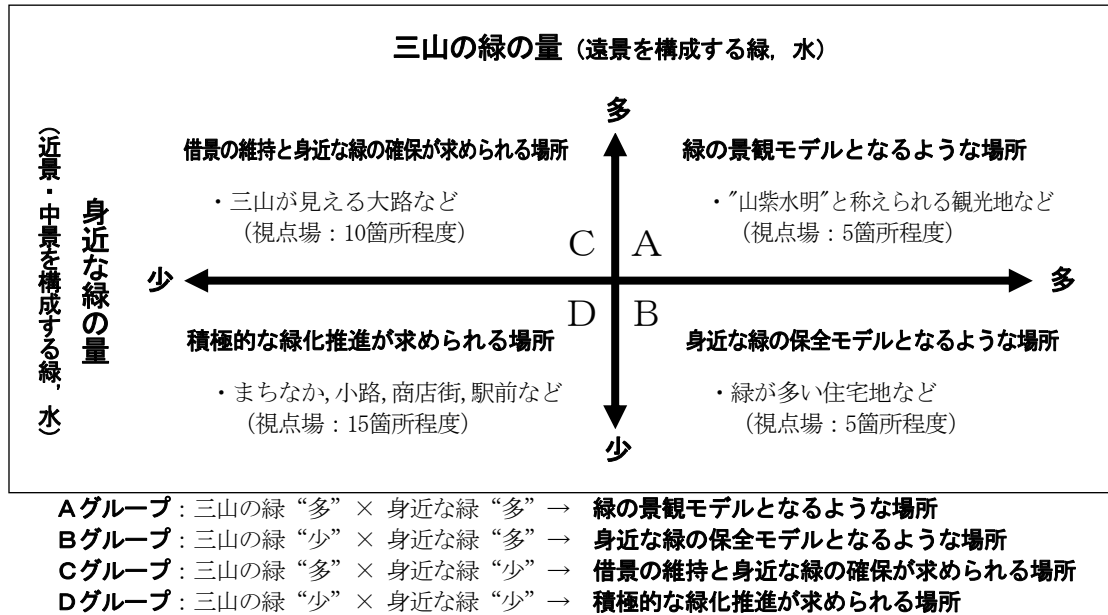 三山の緑の量（遠景を構成する緑，水）
多
身近な緑の量
（近景・中景を構成する緑，水）
借景の維持と身近な緑の確保が求められる場所
・三山が見える大路など
（視点場：10箇所程度）
C
緑の景観モデルとなるような場所
・"山紫水明"と称えられる観光地など
（視点場：5箇所程度）
A
少
多
D
積極的な緑化推進が求められる場所
・まちなか，小路，商店街，駅前など
（視点場：15箇所程度）
B
身近な緑の保全モデルとなるような場所
・緑が多い住宅地など
（視点場：5箇所程度）
少
Aグループ：三山の緑“多”× 身近な緑“多”→ 緑の景観モデルとなるような場所
Bグループ：三山の緑“少”× 身近な緑“多”→ 身近な緑の保全モデルとなるような場所
Cグループ：三山の緑“多”× 身近な緑“少”→ 借景の維持と身近な緑の確保が求められる場所
Dグループ：三山の緑“少”× 身近な緑“少”→ 積極的な緑化推進が求められる場所